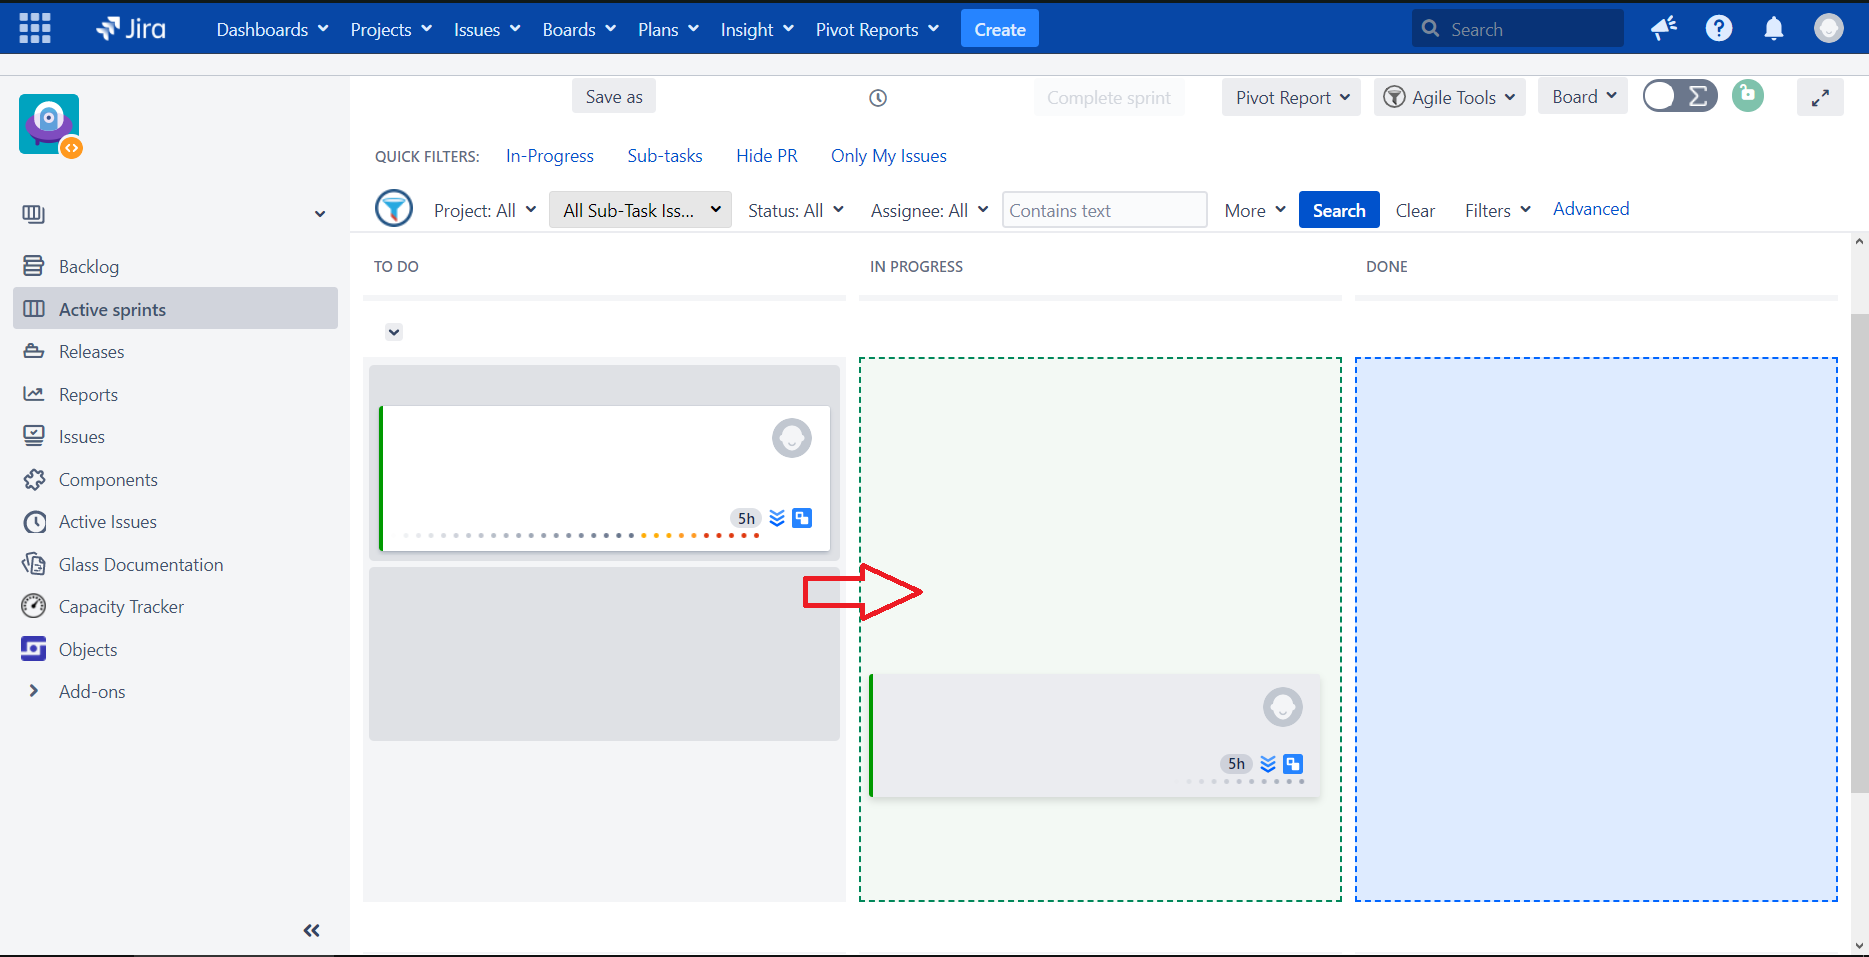 Jira Dashboards Projects Issues Boards Plans Insight Pivot Reports Create Search
Save as Complete sprint Pivot Report Agile Tools Board
QUICK FILTERS: In-Progress Sub-tasks Hide PR Only My Issues
Project: All All Sub-Task Iss... Status: All Assignee: All Contains text More Search Clear Filters Advanced
Backlog
Active sprints
Releases
Reports
Issues
Components
Active Issues
Glass Documentation
Capacity Tracker
Objects
Add-ons
TO DO IN PROGRESS DONE
5h
5h